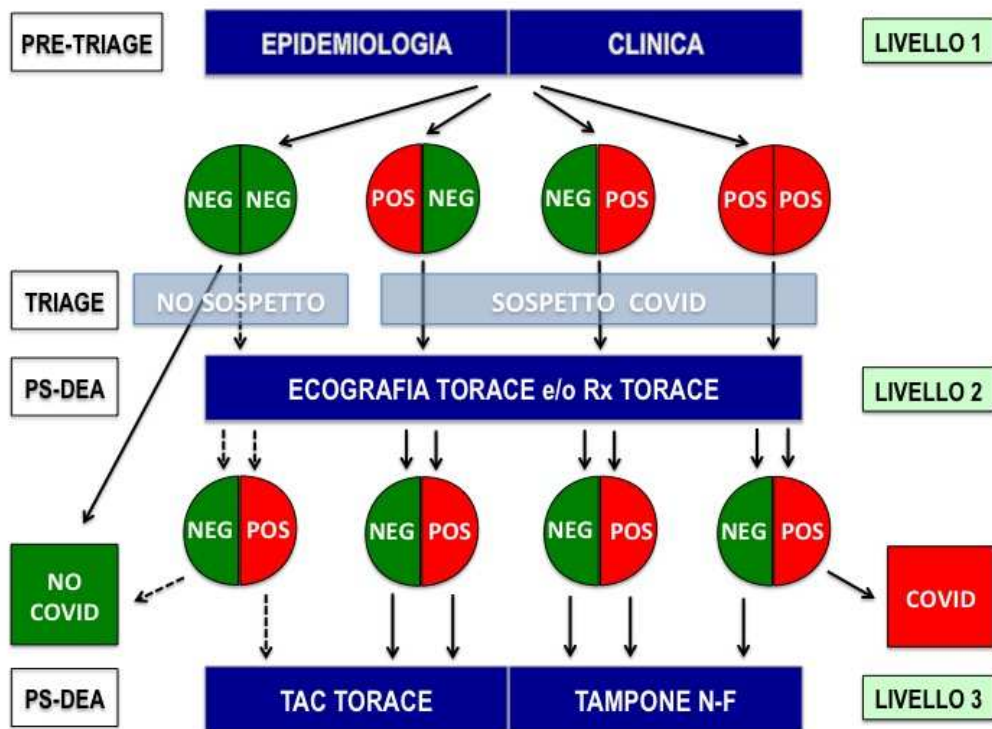 PRE-TRIAGE
EPIDEMIOLOGIA
CLINICA
LIVELLO 1
NEG NEG
POS NEG
NEG POS
POS POS
TRIAGE
NO SOSPETTO
SOSPETTO COVID
PS-DEA
ECOGRAFIA TORACE e/o Rx TORACE
LIVELLO 2
NEG POS
NEG POS
NEG POS
NEG POS
NO
COVID
COVID
PS-DEA
TAC TORACE
TAMPONE N-F
LIVELLO 3